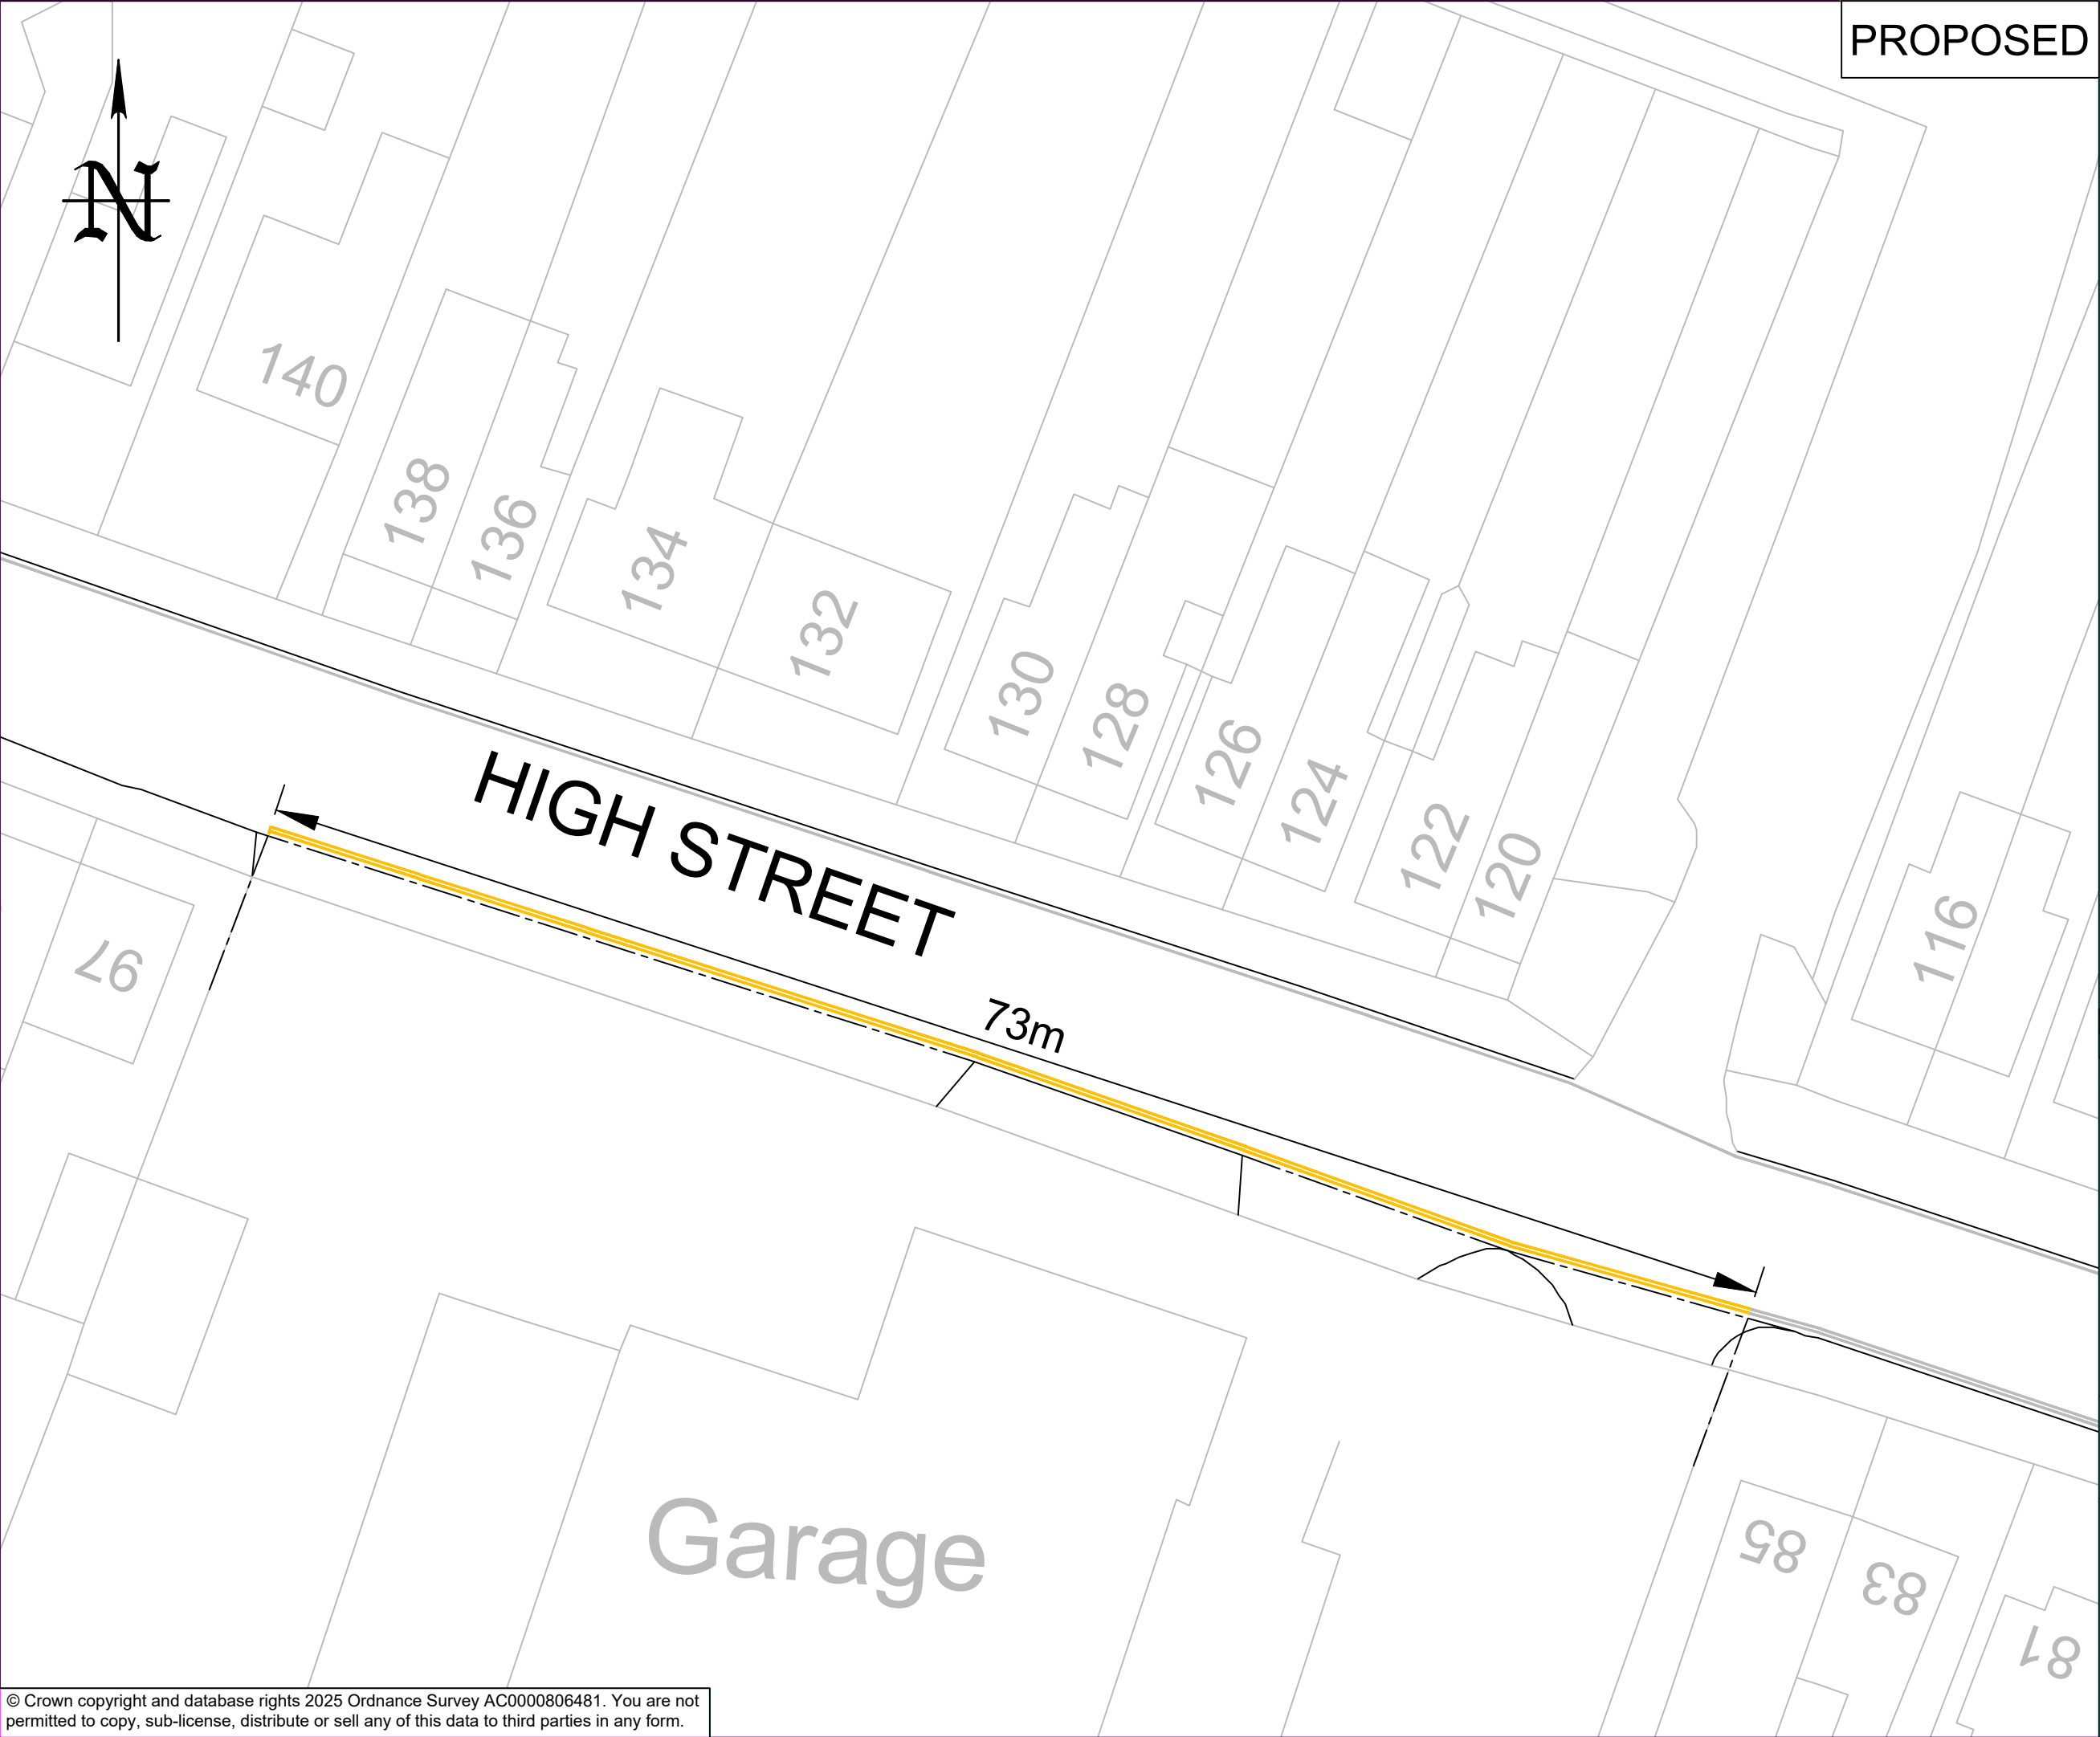 PROPOSED
N
140
138
136
134
132
130
128
126
124
122
120
116
HIGH STREET
73m
97
Garage
85
83
81
© Crown copyright and database rights 2025 Ordnance Survey AC0000806481. You are not
permitted to copy, sub-license, distribute or sell any of this data to third parties in any form.